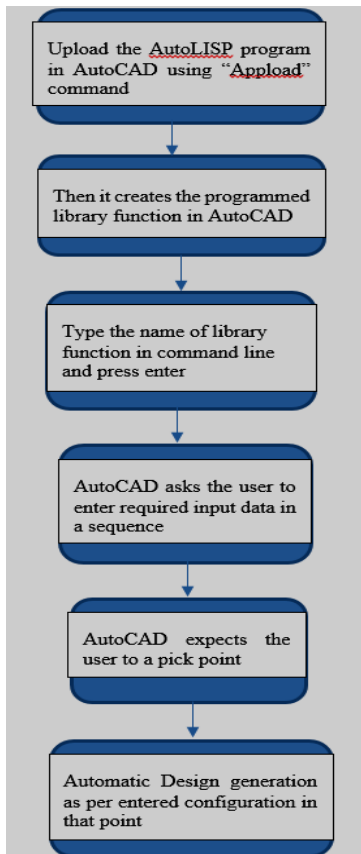 Upload the AutoLISP program
in AutoCAD using “Appload”
command
Then it creates the programmed
library function in AutoCAD
Type the name of library
function in command line
and press enter
AutoCAD asks the user to
enter required input data in
a sequence
AutoCAD expects the
user to a pick point
Automatic Design generation
as per entered configuration in
that point